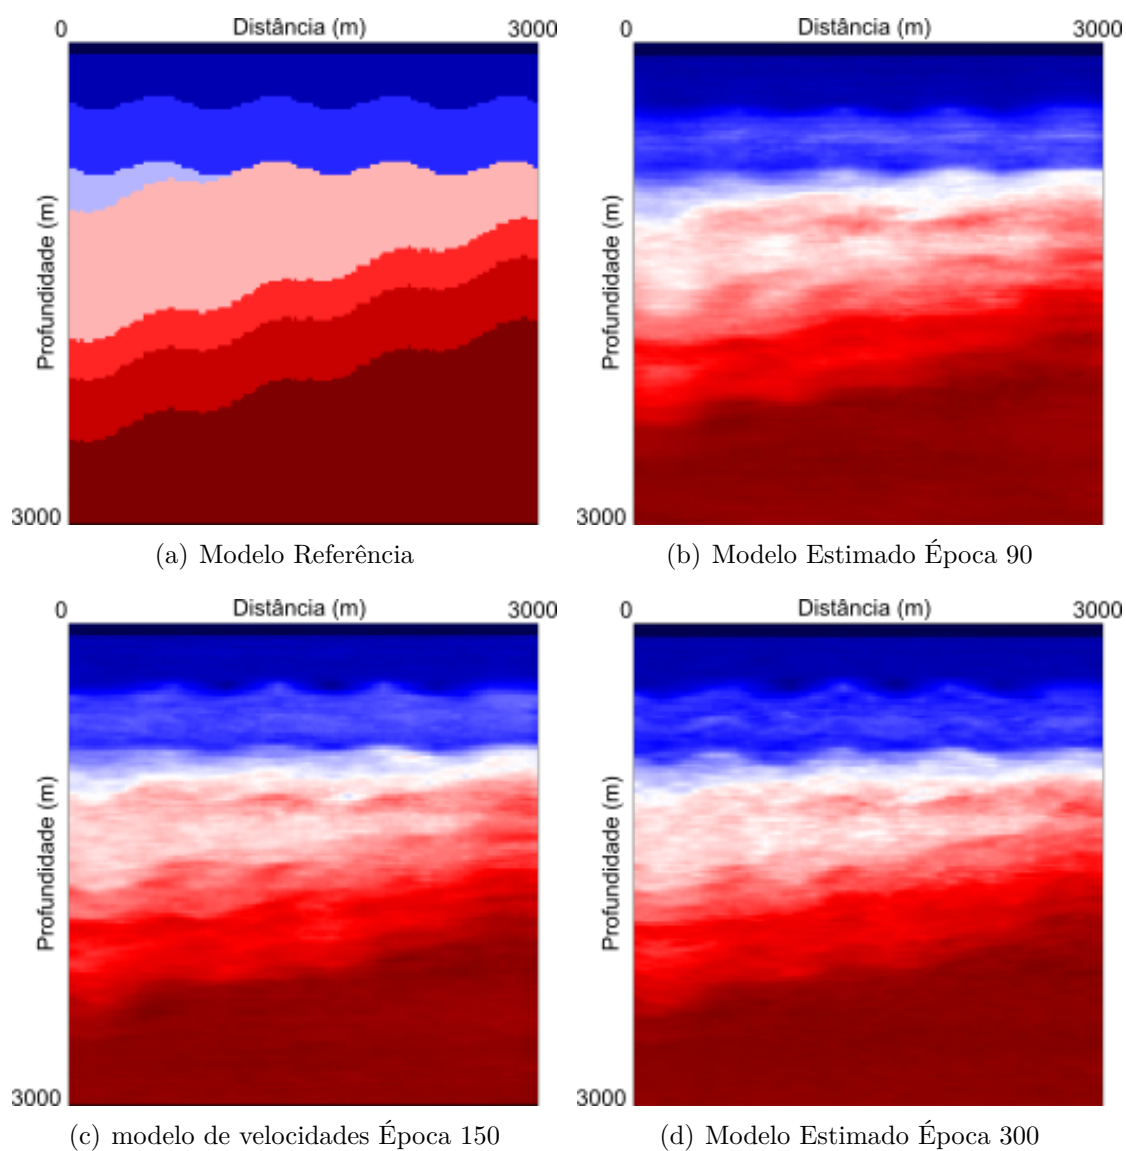 0 Distância (m) 3000
Profundidade (m)
3000
(a) Modelo Referência
0 Distância (m) 3000
Profundidade (m)
3000
(b) Modelo Estimado Época 90
0 Distância (m) 3000
Profundidade (m)
3000
(c) modelo de velocidades Época 150
0 Distância (m) 3000
Profundidade (m)
3000
(d) Modelo Estimado Época 300